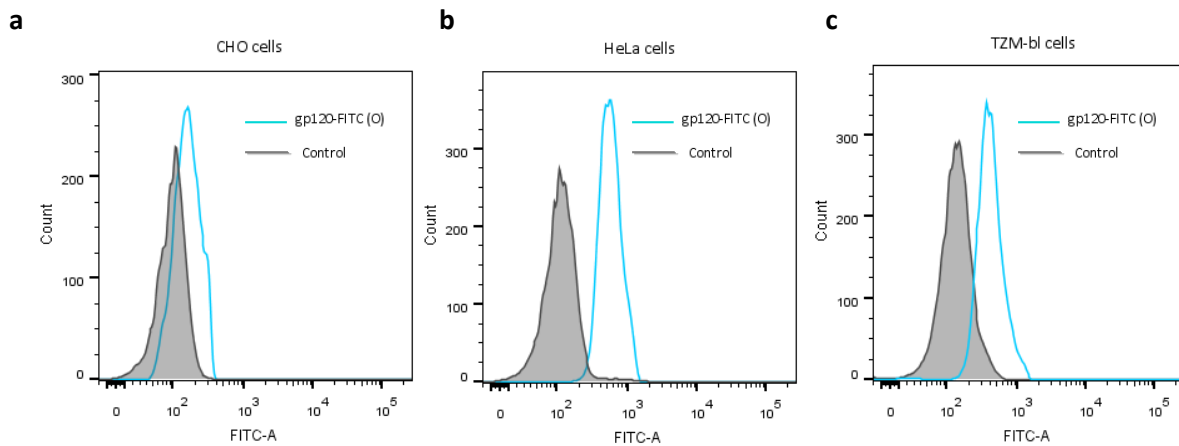 a
CHO cells
300
200
100
0
Count
gp120-FITC (O)
Control
0 10² 10³ 10⁴ 10⁵
FITC-A
b
HeLa cells
300
200
100
0
Count
gp120-FITC (O)
Control
0 10² 10³ 10⁴ 10⁵
FITC-A
c
TZM-bl cells
300
200
100
0
Count
gp120-FITC (O)
Control
0 10² 10³ 10⁴ 10⁵
FITC-A